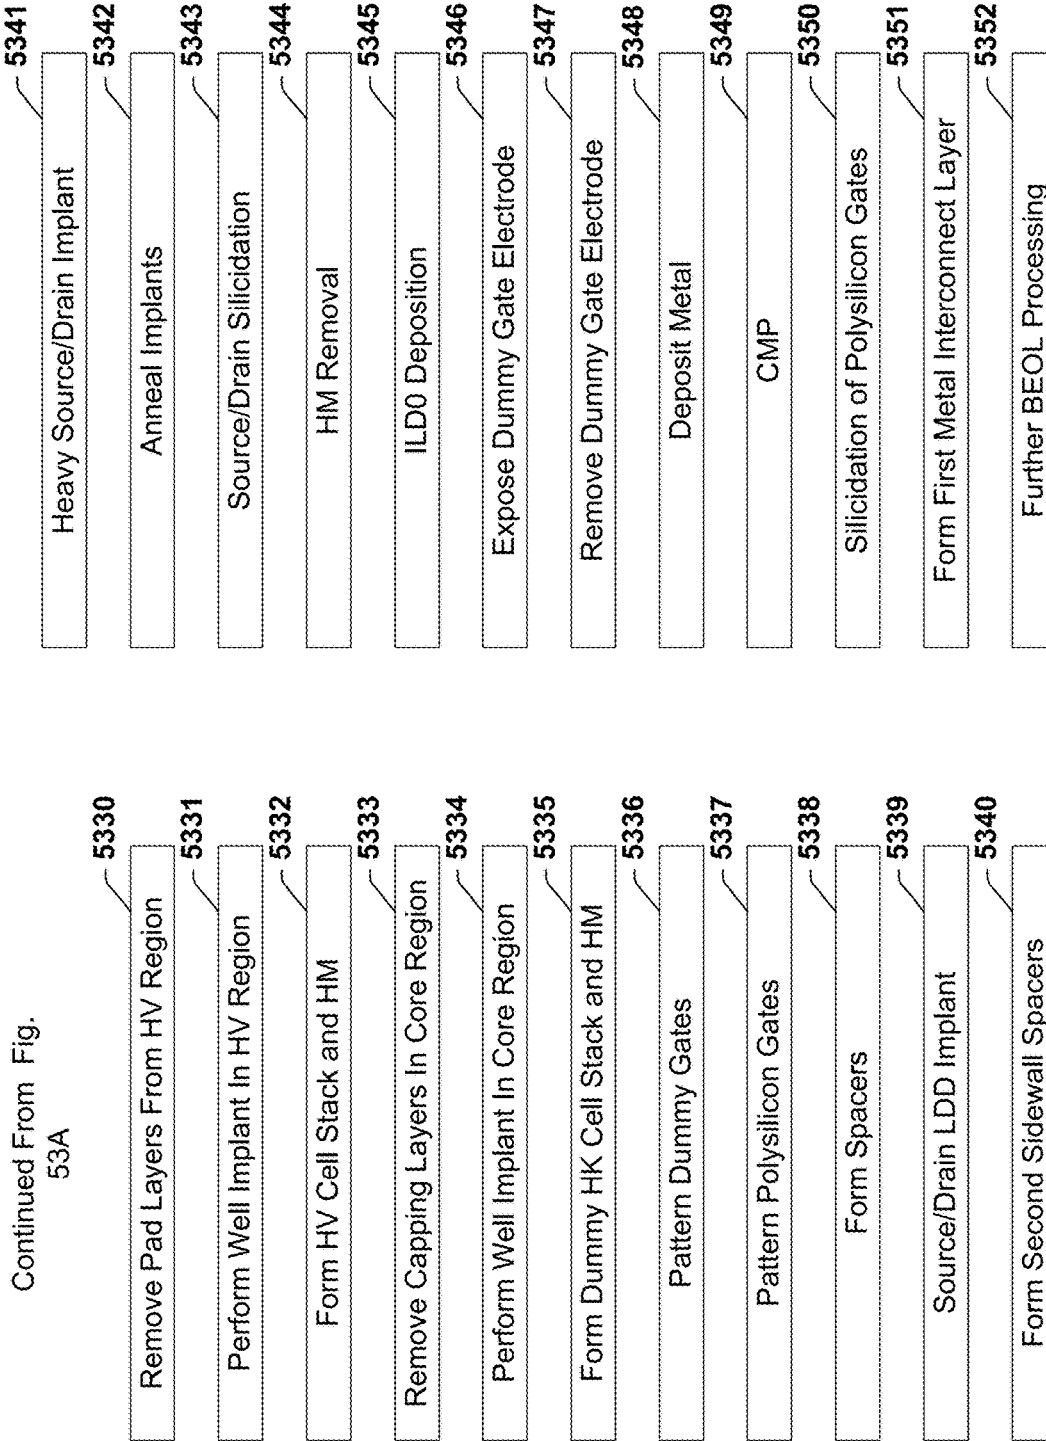 Continued From Fig.
53A
5330
Remove Pad Layers From HV Region
5331
Perform Well Implant In HV Region
5332
Form HV Cell Stack and HM
5333
Remove Capping Layers In Core Region
5334
Perform Well Implant In Core Region
5335
Form Dummy HK Cell Stack and HM
5336
Pattern Dummy Gates
5337
Pattern Polysilicon Gates
5338
Form Spacers
5339
Source/Drain LDD Implant
5340
Form Second Sidewall Spacers
5341
Heavy Source/Drain Implant
5342
Anneal Implants
5343
Source/Drain Silicidation
5344
HM Removal
5345
ILD0 Deposition
5346
Expose Dummy Gate Electrode
5347
Remove Dummy Gate Electrode
5348
Deposit Metal
5349
CMP
5350
Silicidation of Polysilicon Gates
5351
Form First Metal Interconnect Layer
5352
Further BEOL Processing